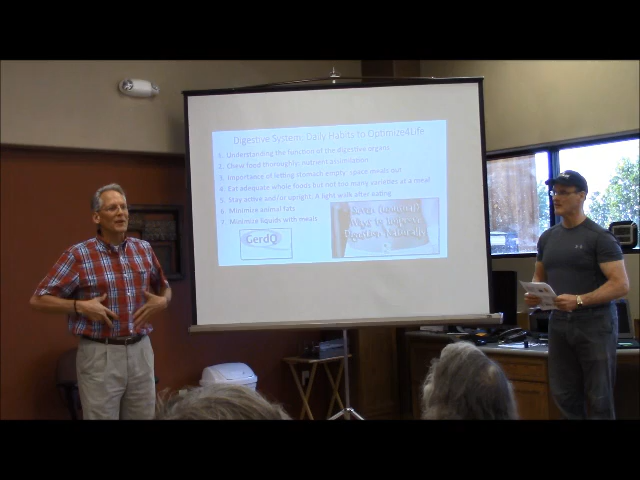 Digestive System: Daily Habits to Optimize4Life
1. Understanding the function of the digestive organs
2. Chew food thoroughly: nutrient assimilation
3. Importance of letting stomach empty: space meals out
4. Eat adequate whole foods but not too many varieties at a meal
5. Stay active and/or upright. A light walk after eating
6. Minimize animal fats
7. Minimize liquids with meals
GerdQ
Ways to Improve
Digestion Naturally